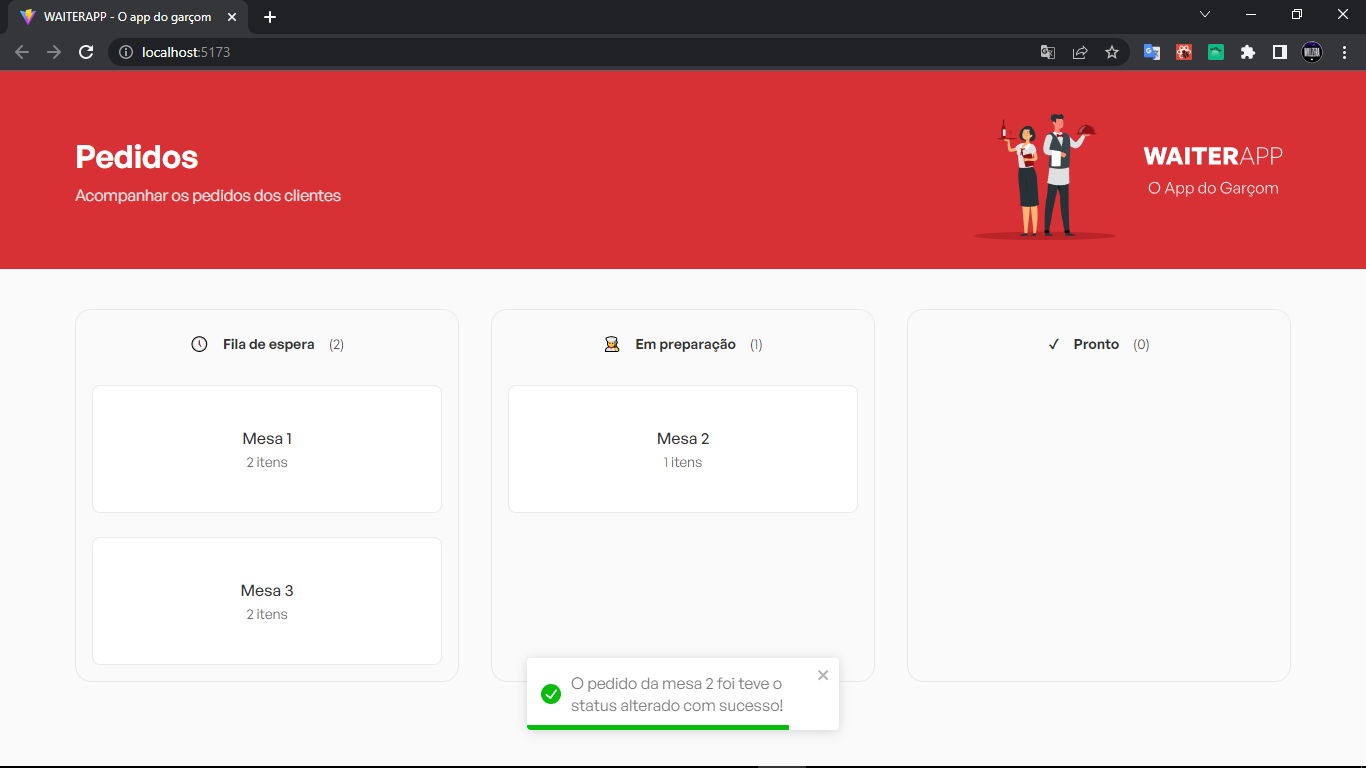 WAITERAPP - O app do garçom
localhost:5173
Pedidos
Acompanhar os pedidos dos clientes
WAITERAPP
O App do Garçom
Fila de espera (2)
Mesa 1
2 itens
Mesa 3
2 itens
Em preparação (1)
Mesa 2
1 itens
Pronto (0)
O pedido da mesa 2 foi teve o
status alterado com sucesso!